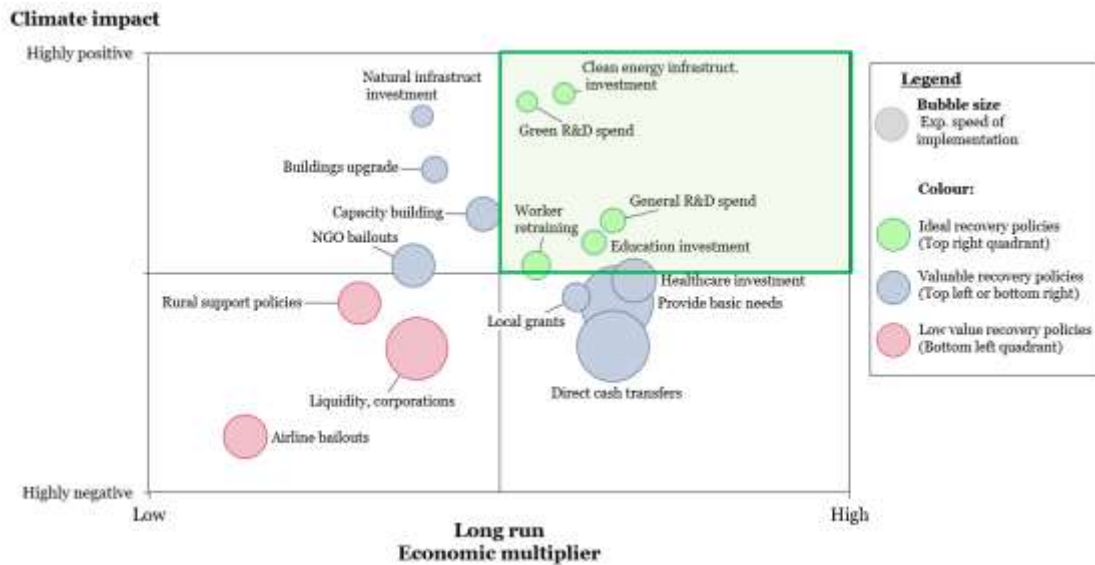 Climate impact
Highly positive
Natural infrastruct
investment
Clean energy infrastruct.
investment
Green R&D spend
Buildings upgrade
Capacity building
NGO bailouts
Worker
retraining
General R&D spend
Education investment
Rural support policies
Healthcare investment
Local grants
Provide basic needs
Liquidity, corporations
Direct cash transfers
Airline bailouts
Highly negative
Low
High
Long run
Economic multiplier
Legend
Bubble size
Exp. speed of
implementation
Colour:
Ideal recovery policies
(Top right quadrant)
Valuable recovery policies
(Top left or bottom right)
Low value recovery policies
(Bottom left quadrant)